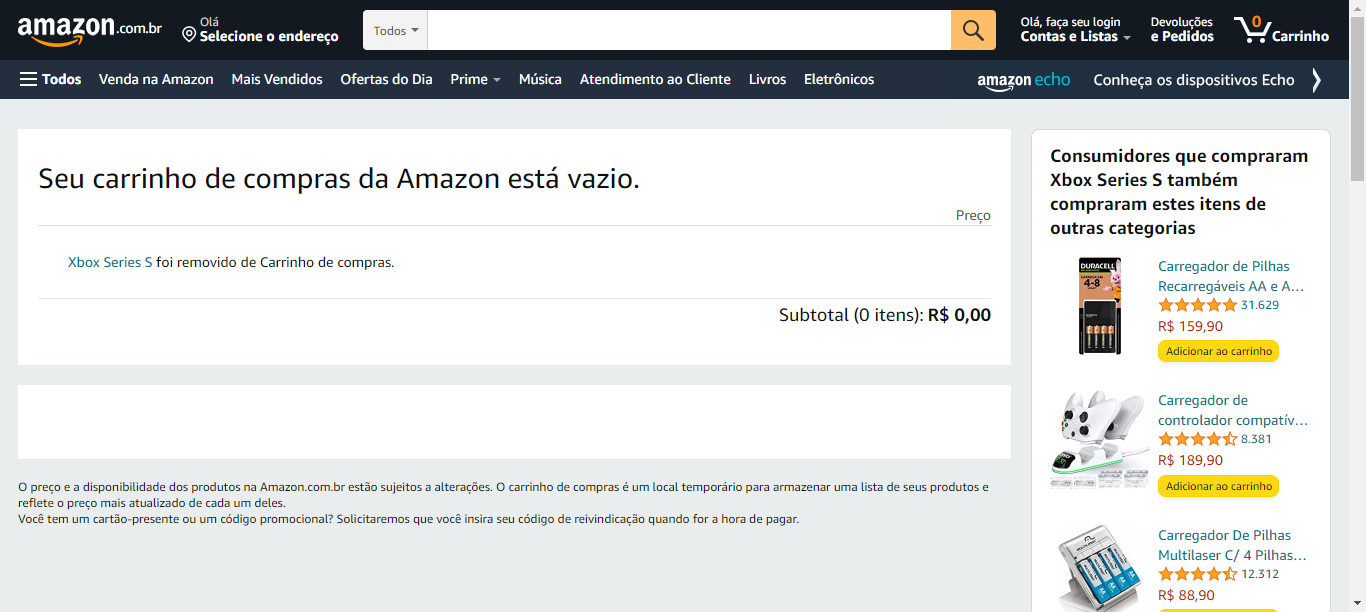 amazon.com.br
Olá
Selecione o endereço
Todos
Olá, faça seu login
Contas e Listas
Devoluções
e Pedidos
0
Carrinho
Todos
Venda na Amazon
Mais Vendidos
Ofertas do Dia
Prime
Música
Atendimento ao Cliente
Livros
Eletrônicos
amazon echo
Conheça os dispositivos Echo
Seu carrinho de compras da Amazon está vazio.
Preço
Xbox Series S foi removido de Carrinho de compras.
Subtotal (0 itens): R$ 0,00
O preço e a disponibilidade dos produtos na Amazon.com.br estão sujeitos a alterações. O carrinho de compras é um local temporário para armazenar uma lista de seus produtos e
reflete o preço mais atualizado de cada um deles.
Você tem um cartão-presente ou um código promocional? Solicitaremos que você insira seu código de reivindicação quando for a hora de pagar.
Consumidores que compraram
Xbox Series S também
compraram estes itens de
outras categorias
DURACELL
4-8
Carregador de Pilhas
Recarregáveis AA e A…
31.629
R$ 159,90
Adicionar ao carrinho
Carregador de
controlador compatív…
8.381
R$ 189,90
Adicionar ao carrinho
Carregador De Pilhas
Multilaser C/ 4 Pilhas…
12.312
R$ 88,90